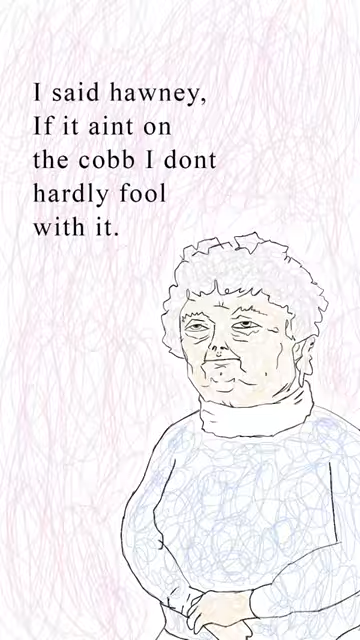 I said hawney,
If it aint on
the cobb I dont
hardly fool
with it.